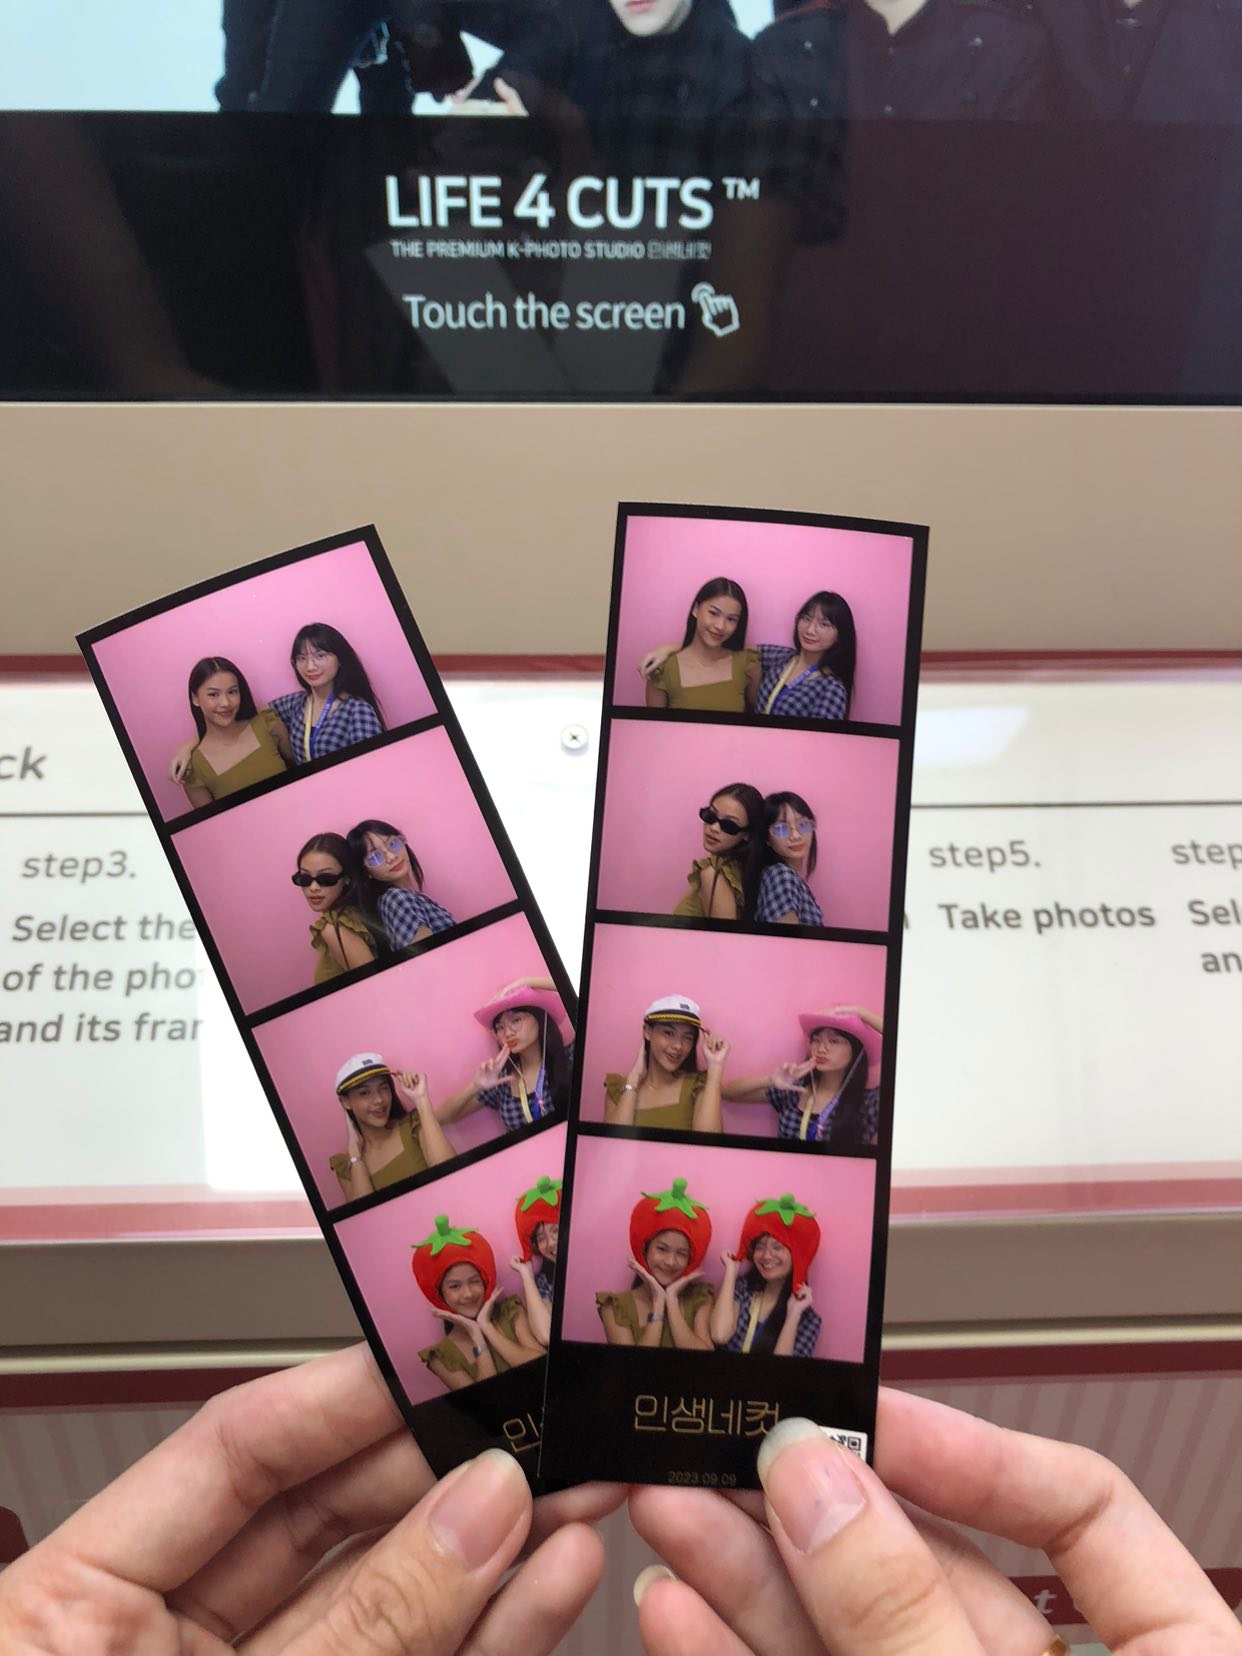 LIFE 4 CUTS™
THE PREMIUM K-PHOTO STUDIO 인생네컷
Touch the screen
ck
step3.
Select the
of the pho
and its fra
step5.
Take photos
step
Sel
an
인
인생네컷
2023.09.09
t